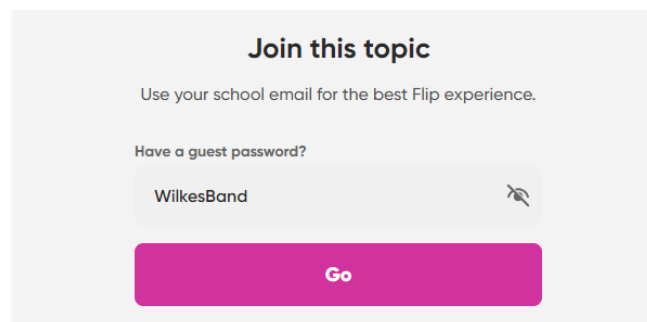 Join this topic
Use your school email for the best Flip experience.
Have a guest password?
WilkesBand
Go